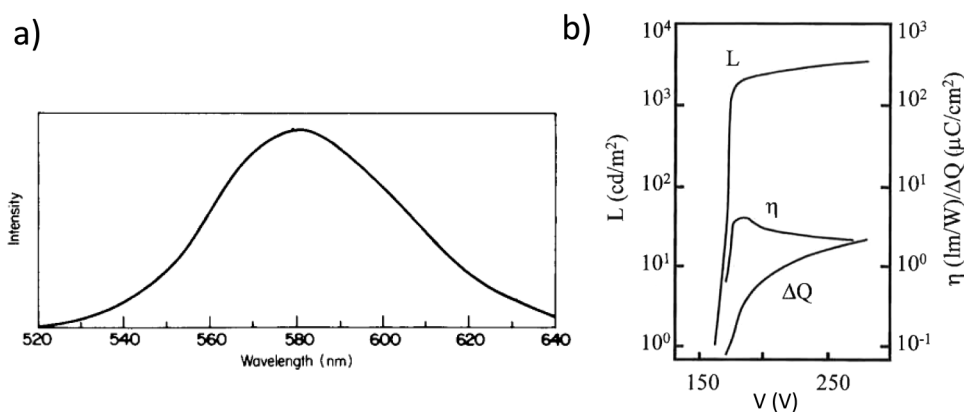 a)
Intensity
520 540 560 580 600 620 640
Wavelength (nm)
b)
10⁴
10³
10²
10¹
10⁰
L (cd/m²)
L
η
ΔQ
10³
10²
10¹
10⁰
10⁻¹
η (lm/W)/ΔQ (μC/cm²)
150 250
V (V)